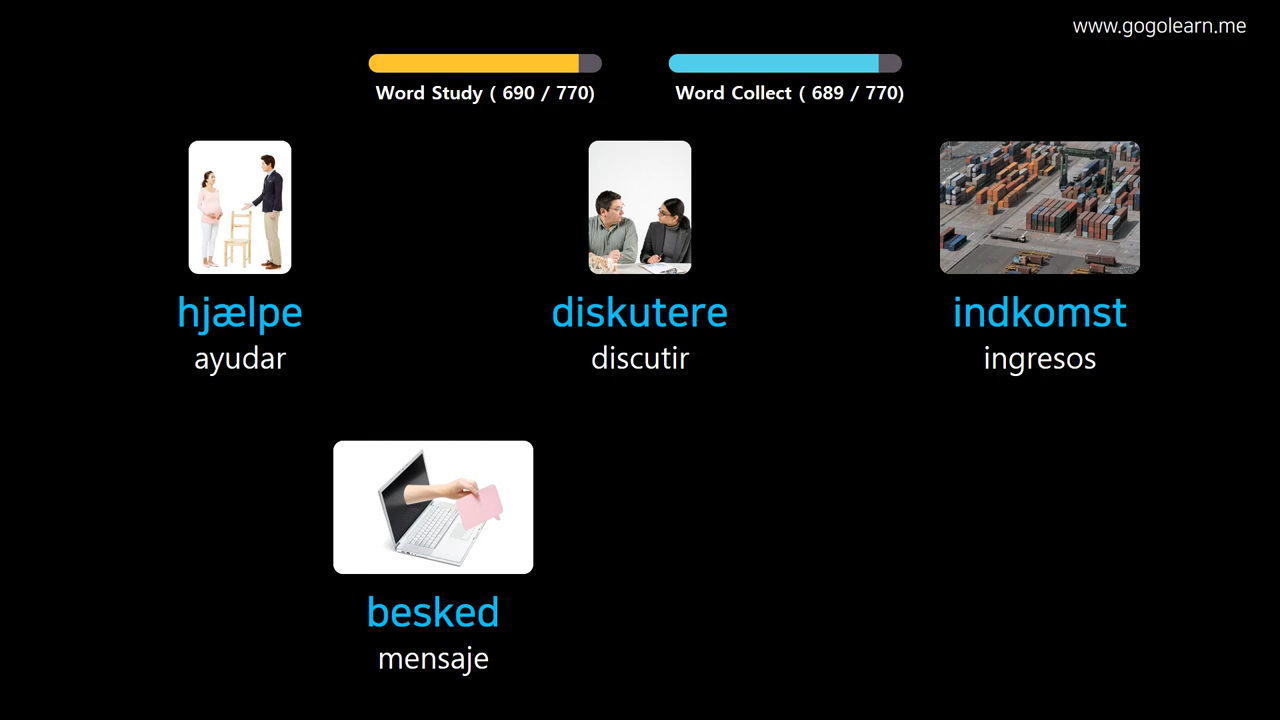 www.gogolearn.me
Word Study ( 690 / 770)
Word Collect ( 689 / 770)
hjælpe
ayudar
diskutere
discutir
indkomst
ingresos
besked
mensaje